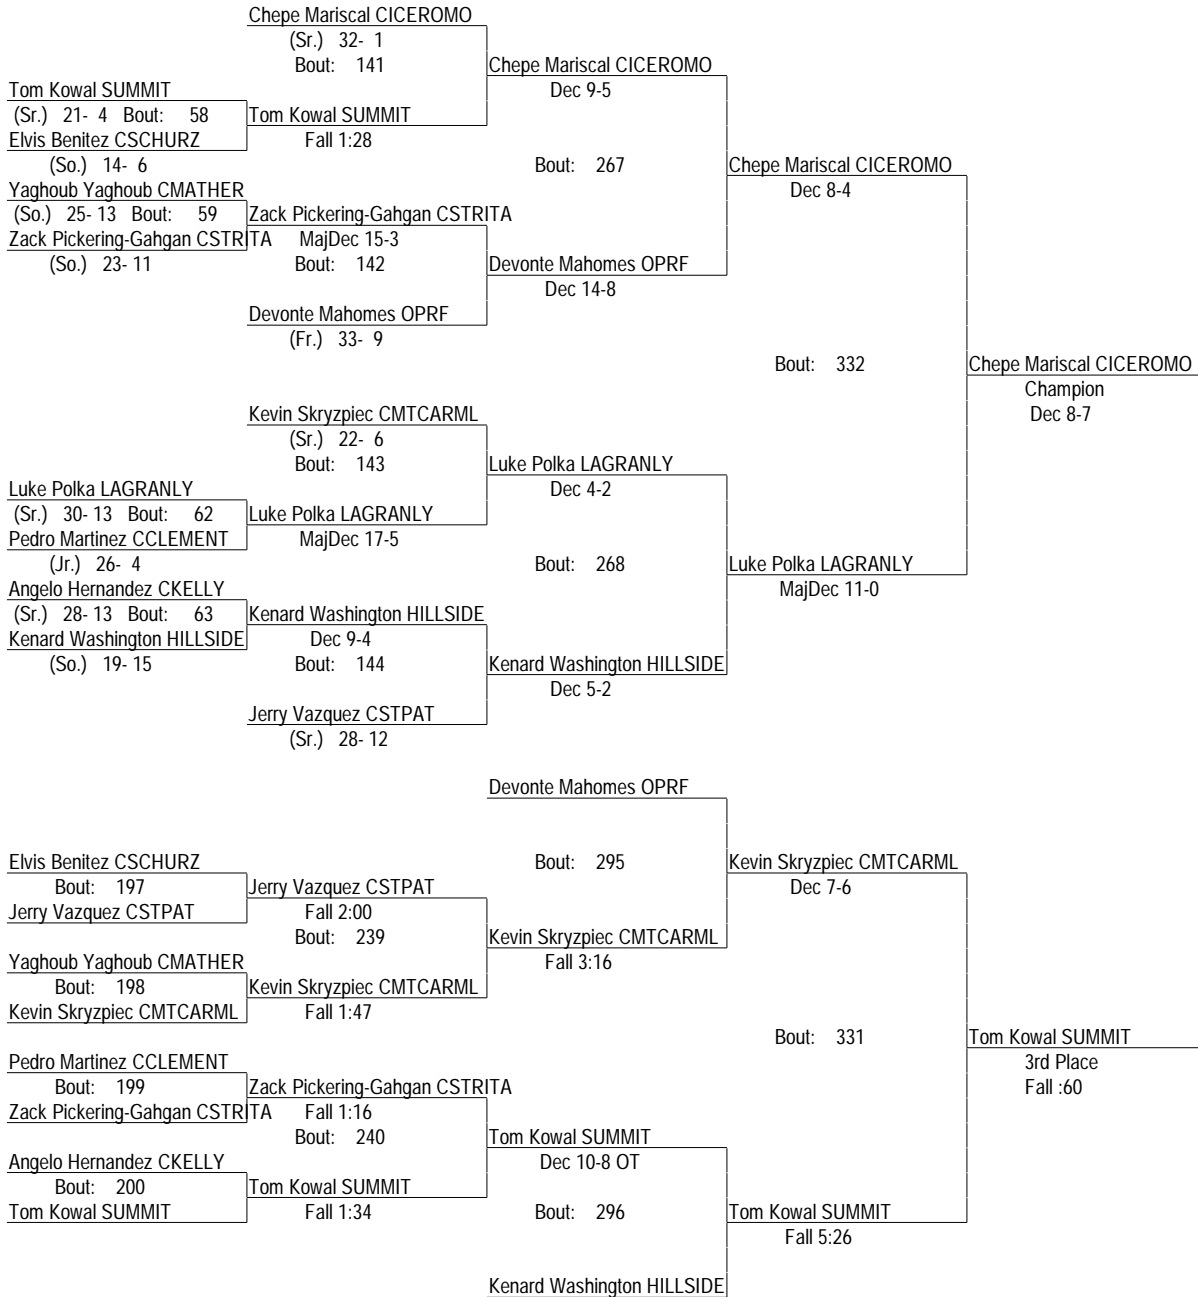 Chepe Mariscal CICEROMO
(Sr.) 32- 1
Bout: 141
Chepe Mariscal CICEROMO
Dec 9-5
Tom Kowal SUMMIT
(Sr.) 21- 4 Bout: 58
Tom Kowal SUMMIT
Elvis Benitez CSCHURZ
Fall 1:28
(So.) 14- 6
Bout: 267
Chepe Mariscal CICEROMO
Dec 8-4
Yaghoub Yaghoub CMATHER
(So.) 25- 13 Bout: 59
Zack Pickering-Gahgan CSTRITA
Zack Pickering-Gahgan CSTRITA
MajDec 15-3
(So.) 23- 11
Bout: 142
Devonte Mahomes OPRF
Dec 14-8
Devonte Mahomes OPRF
(Fr.) 33- 9
Bout: 332
Chepe Mariscal CICEROMO
Champion
Dec 8-7
Kevin Skryzpiec CMTCARML
(Sr.) 22- 6
Bout: 143
Luke Polka LAGRANLY
Dec 4-2
Luke Polka LAGRANLY
(Sr.) 30- 13 Bout: 62
Luke Polka LAGRANLY
Pedro Martinez CCLEMENT
MajDec 17-5
(Jr.) 26- 4
Bout: 268
Luke Polka LAGRANLY
MajDec 11-0
Angelo Hernandez CKELLY
(Sr.) 28- 13 Bout: 63
Kenard Washington HILLSIDE
Kenard Washington HILLSIDE
Dec 9-4
(So.) 19- 15
Bout: 144
Kenard Washington HILLSIDE
Dec 5-2
Jerry Vazquez CSTPAT
(Sr.) 28- 12
Devonte Mahomes OPRF
Elvis Benitez CSCHURZ
Bout: 295
Kevin Skryzpiec CMTCARML
Bout: 197
Jerry Vazquez CSTPAT
Dec 7-6
Jerry Vazquez CSTPAT
Fall 2:00
Bout: 239
Kevin Skryzpiec CMTCARML
Fall 3:16
Yaghoub Yaghoub CMATHER
Bout: 198
Kevin Skryzpiec CMTCARML
Kevin Skryzpiec CMTCARML
Fall 1:47
Bout: 331
Tom Kowal SUMMIT
3rd Place
Fall :60
Pedro Martinez CCLEMENT
Bout: 199
Zack Pickering-Gahgan CSTRITA
Zack Pickering-Gahgan CSTRITA
Fall 1:16
Bout: 240
Tom Kowal SUMMIT
Dec 10-8 OT
Angelo Hernandez CKELLY
Bout: 200
Tom Kowal SUMMIT
Tom Kowal SUMMIT
Fall 1:34
Bout: 296
Tom Kowal SUMMIT
Fall 5:26
Kenard Washington HILLSIDE